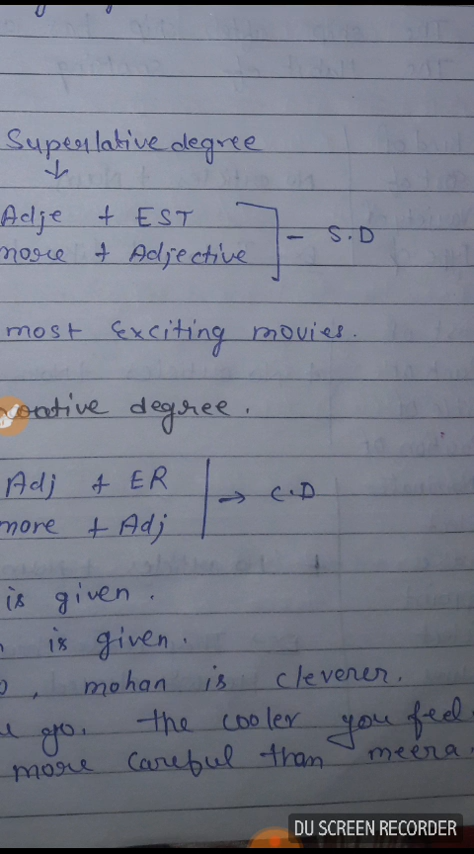 Superlative degree
Adje + EST
more + Adjective
S.D
most exciting movies.
degree.
Adj + ER
more + Adj
C.D
is given.
is given.
, mohan is cleverer.
go. the cooler you feel.
more careful than meera.
DU SCREEN RECORDER